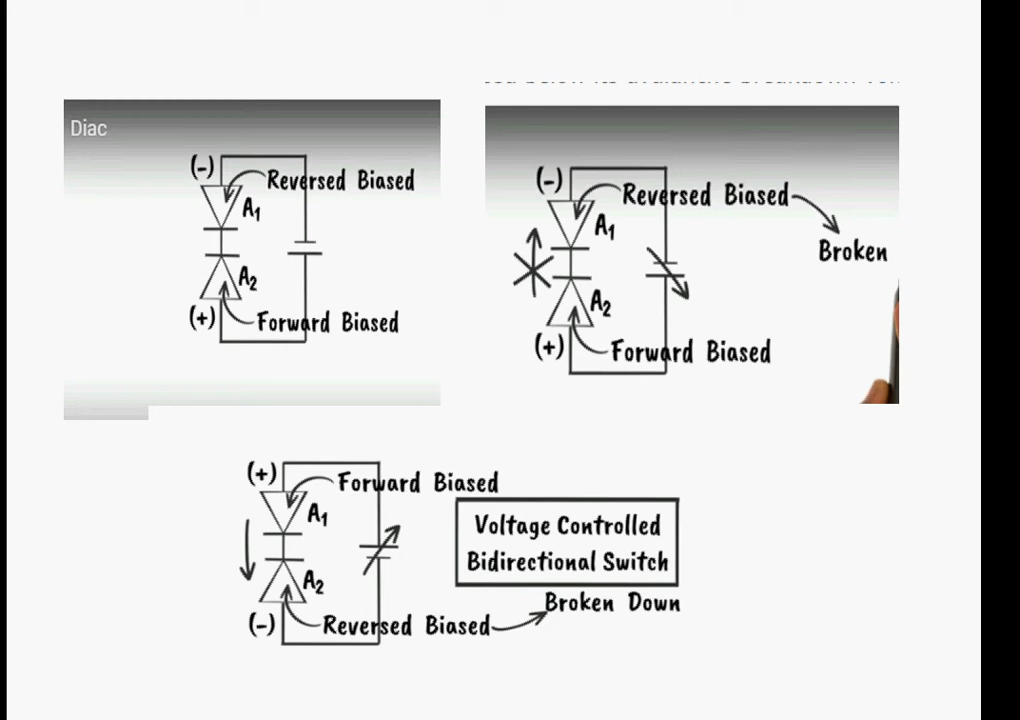 Diac
(-)
Reversed Biased
A1
A2
(+)
Forward Biased
(-)
Reversed Biased
A1
Broken
A2
(+)
Forward Biased
(+)
Forward Biased
A1
Voltage Controlled
Bidirectional Switch
A2
Broken Down
(-)
Reversed Biased